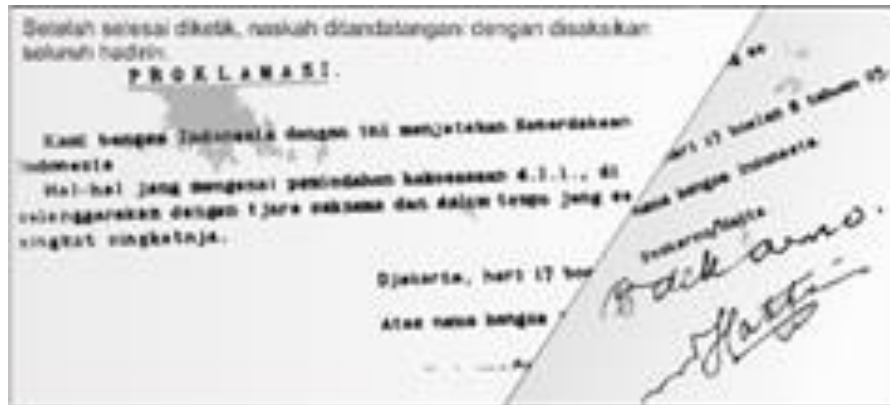 Setelah selesai diketik, naskah ditandatangani dengan disaksikan
seluruh hadirin.
PROKLAMASI.
Kami bangsa Indonesia dengan ini menjatakan Kemerdekaan
Indonesia
Hal-hal jang mengenai pemindahan kekoeasaan d.l.l., di
selenggarakan dengan tjara saksama dan dalam tempo jang se
singkat singkatnja.
Djakarta, hari 17 boe
Atas nama bangsa
hari 17 boelan 8 tahoen 05
nama bangsa Indonesia.
Soekarno/Hatta
Soekarno.
Hatta